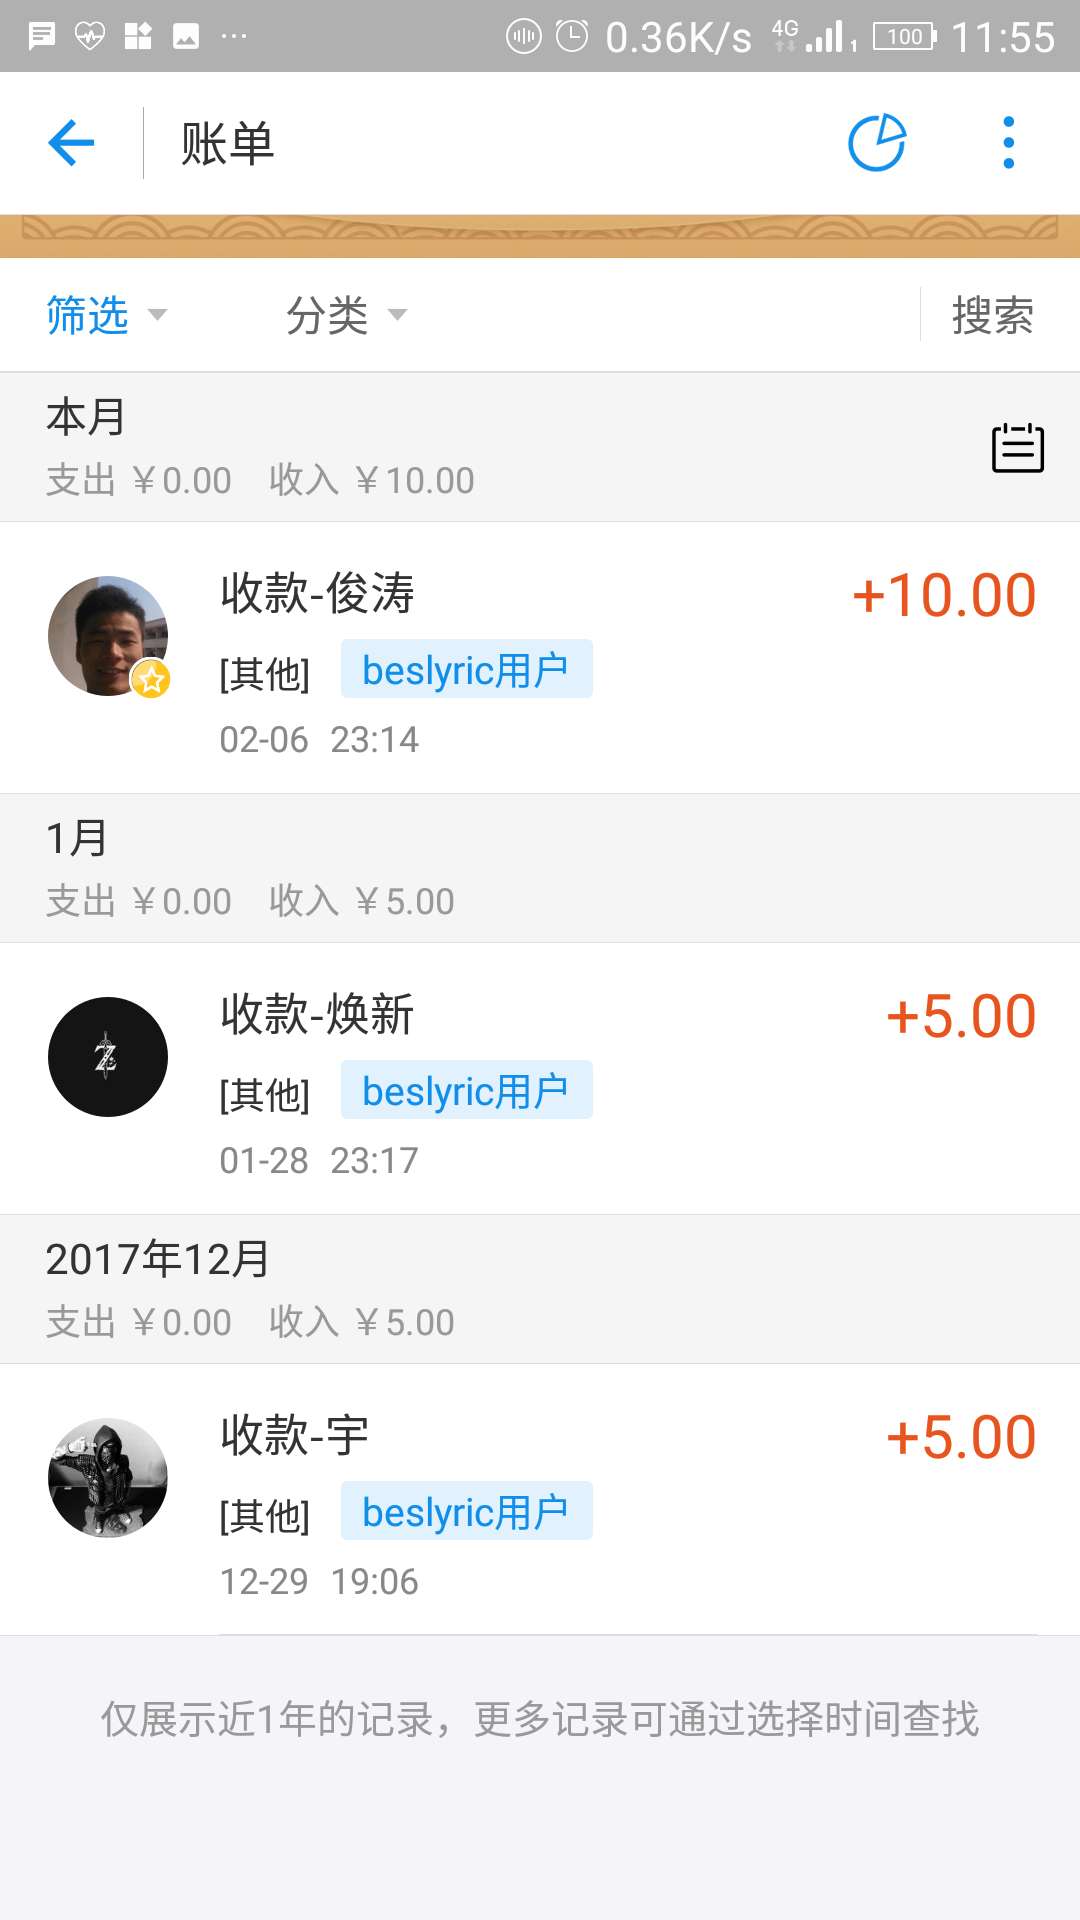 0.36K/s 4G 1 100 11:55
账单
筛选 分类 搜索
本月
支出 ￥0.00 收入 ￥10.00
收款-俊涛 +10.00
[其他] beslyric用户
02-06 23:14
1月
支出 ￥0.00 收入 ￥5.00
收款-焕新 +5.00
[其他] beslyric用户
01-28 23:17
2017年12月
支出 ￥0.00 收入 ￥5.00
收款-宇 +5.00
[其他] beslyric用户
12-29 19:06
仅展示近1年的记录，更多记录可通过选择时间查找